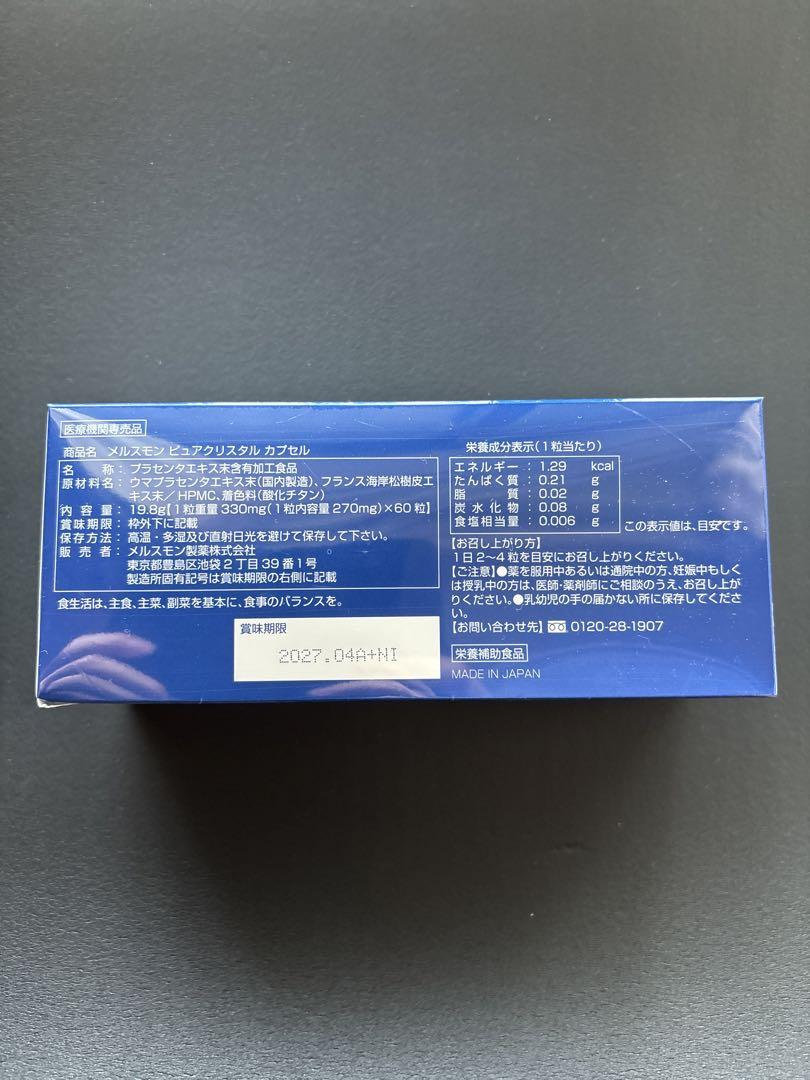 医療機関専売品
商品名 メルスモン ピュアクリスタル カプセル
名称：プラセンタエキス末含有加工食品
原材料名：ウマプラセンタエキス末(国内製造)、フランス海岸松樹皮エ
キス末／HPMC、着色料(酸化チタン)
内容量：19.8g【1粒重量330mg(1粒内容量270mg)×60粒】
賞味期限：枠外下に記載
保存方法：高温・多湿及び直射日光を避けて保存して下さい。
販売者：メルスモン製薬株式会社
東京都豊島区池袋2丁目39番1号
製造所固有記号は賞味期限の右側に記載
食生活は、主食、主菜、副菜を基本に、食事のバランスを。
賞味期限
2027.04A+NI
栄養成分表示(1粒当たり)
エネルギー：1.29 kcal
たんぱく質：0.21 g
脂質：0.02 g
炭水化物：0.08 g
食塩相当量：0.006 g
この表示値は、目安です。
【お召し上がり方】
1日2～4粒を目安にお召し上がりください。
【ご注意】●薬を服用中あるいは通院中の方、妊娠中もしく
は授乳中の方は、医師・薬剤師にご相談のうえ、お召し上が
りください。●乳幼児の手の届かない所に保存してくださ
い。
【お問い合わせ先】0120-28-1907
栄養補助食品
MADE IN JAPAN